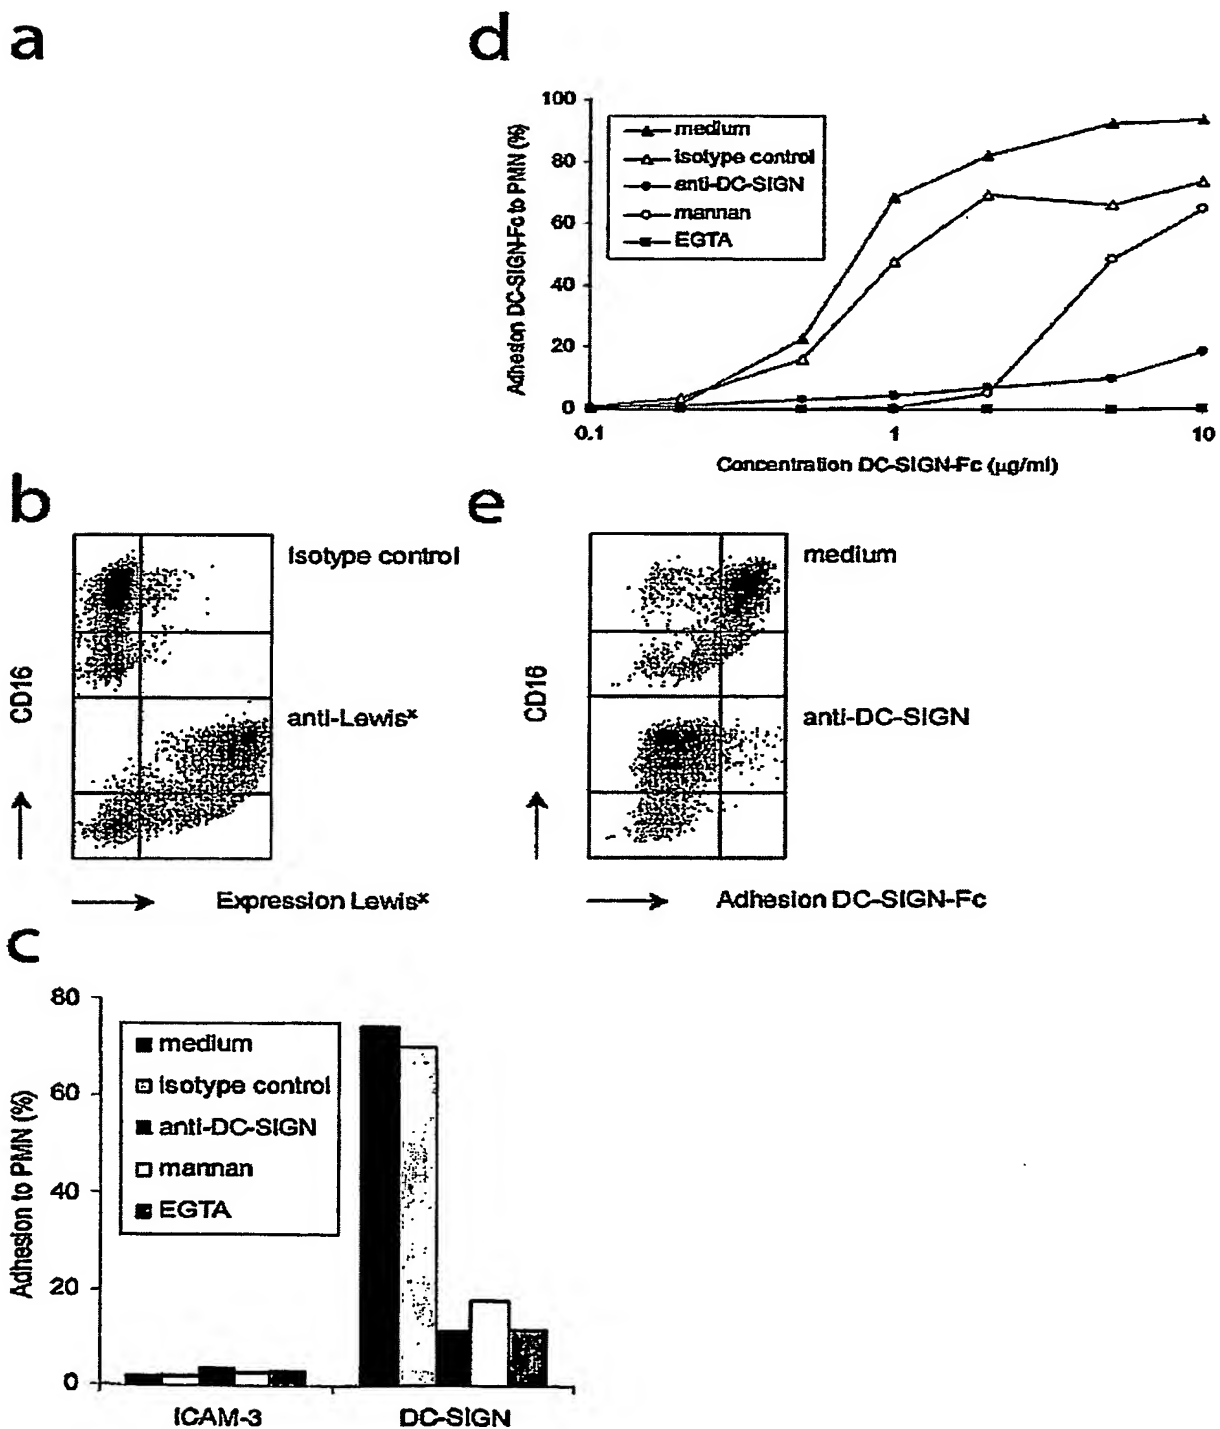 a
d
100
80
60
40
20
0
Adhesion DC-SIGN-Fc to PMN (%)
medium
isotype control
anti-DC-SIGN
mannan
EGTA
0.1
1
10
Concentration DC-SIGN-Fc (µg/ml)
b
isotype control
anti-Lewisˣ
CD16
Expression Lewisˣ
e
medium
anti-DC-SIGN
CD16
Adhesion DC-SIGN-Fc
c
80
60
40
20
0
Adhesion to PMN (%)
medium
isotype control
anti-DC-SIGN
mannan
EGTA
ICAM-3
DC-SIGN